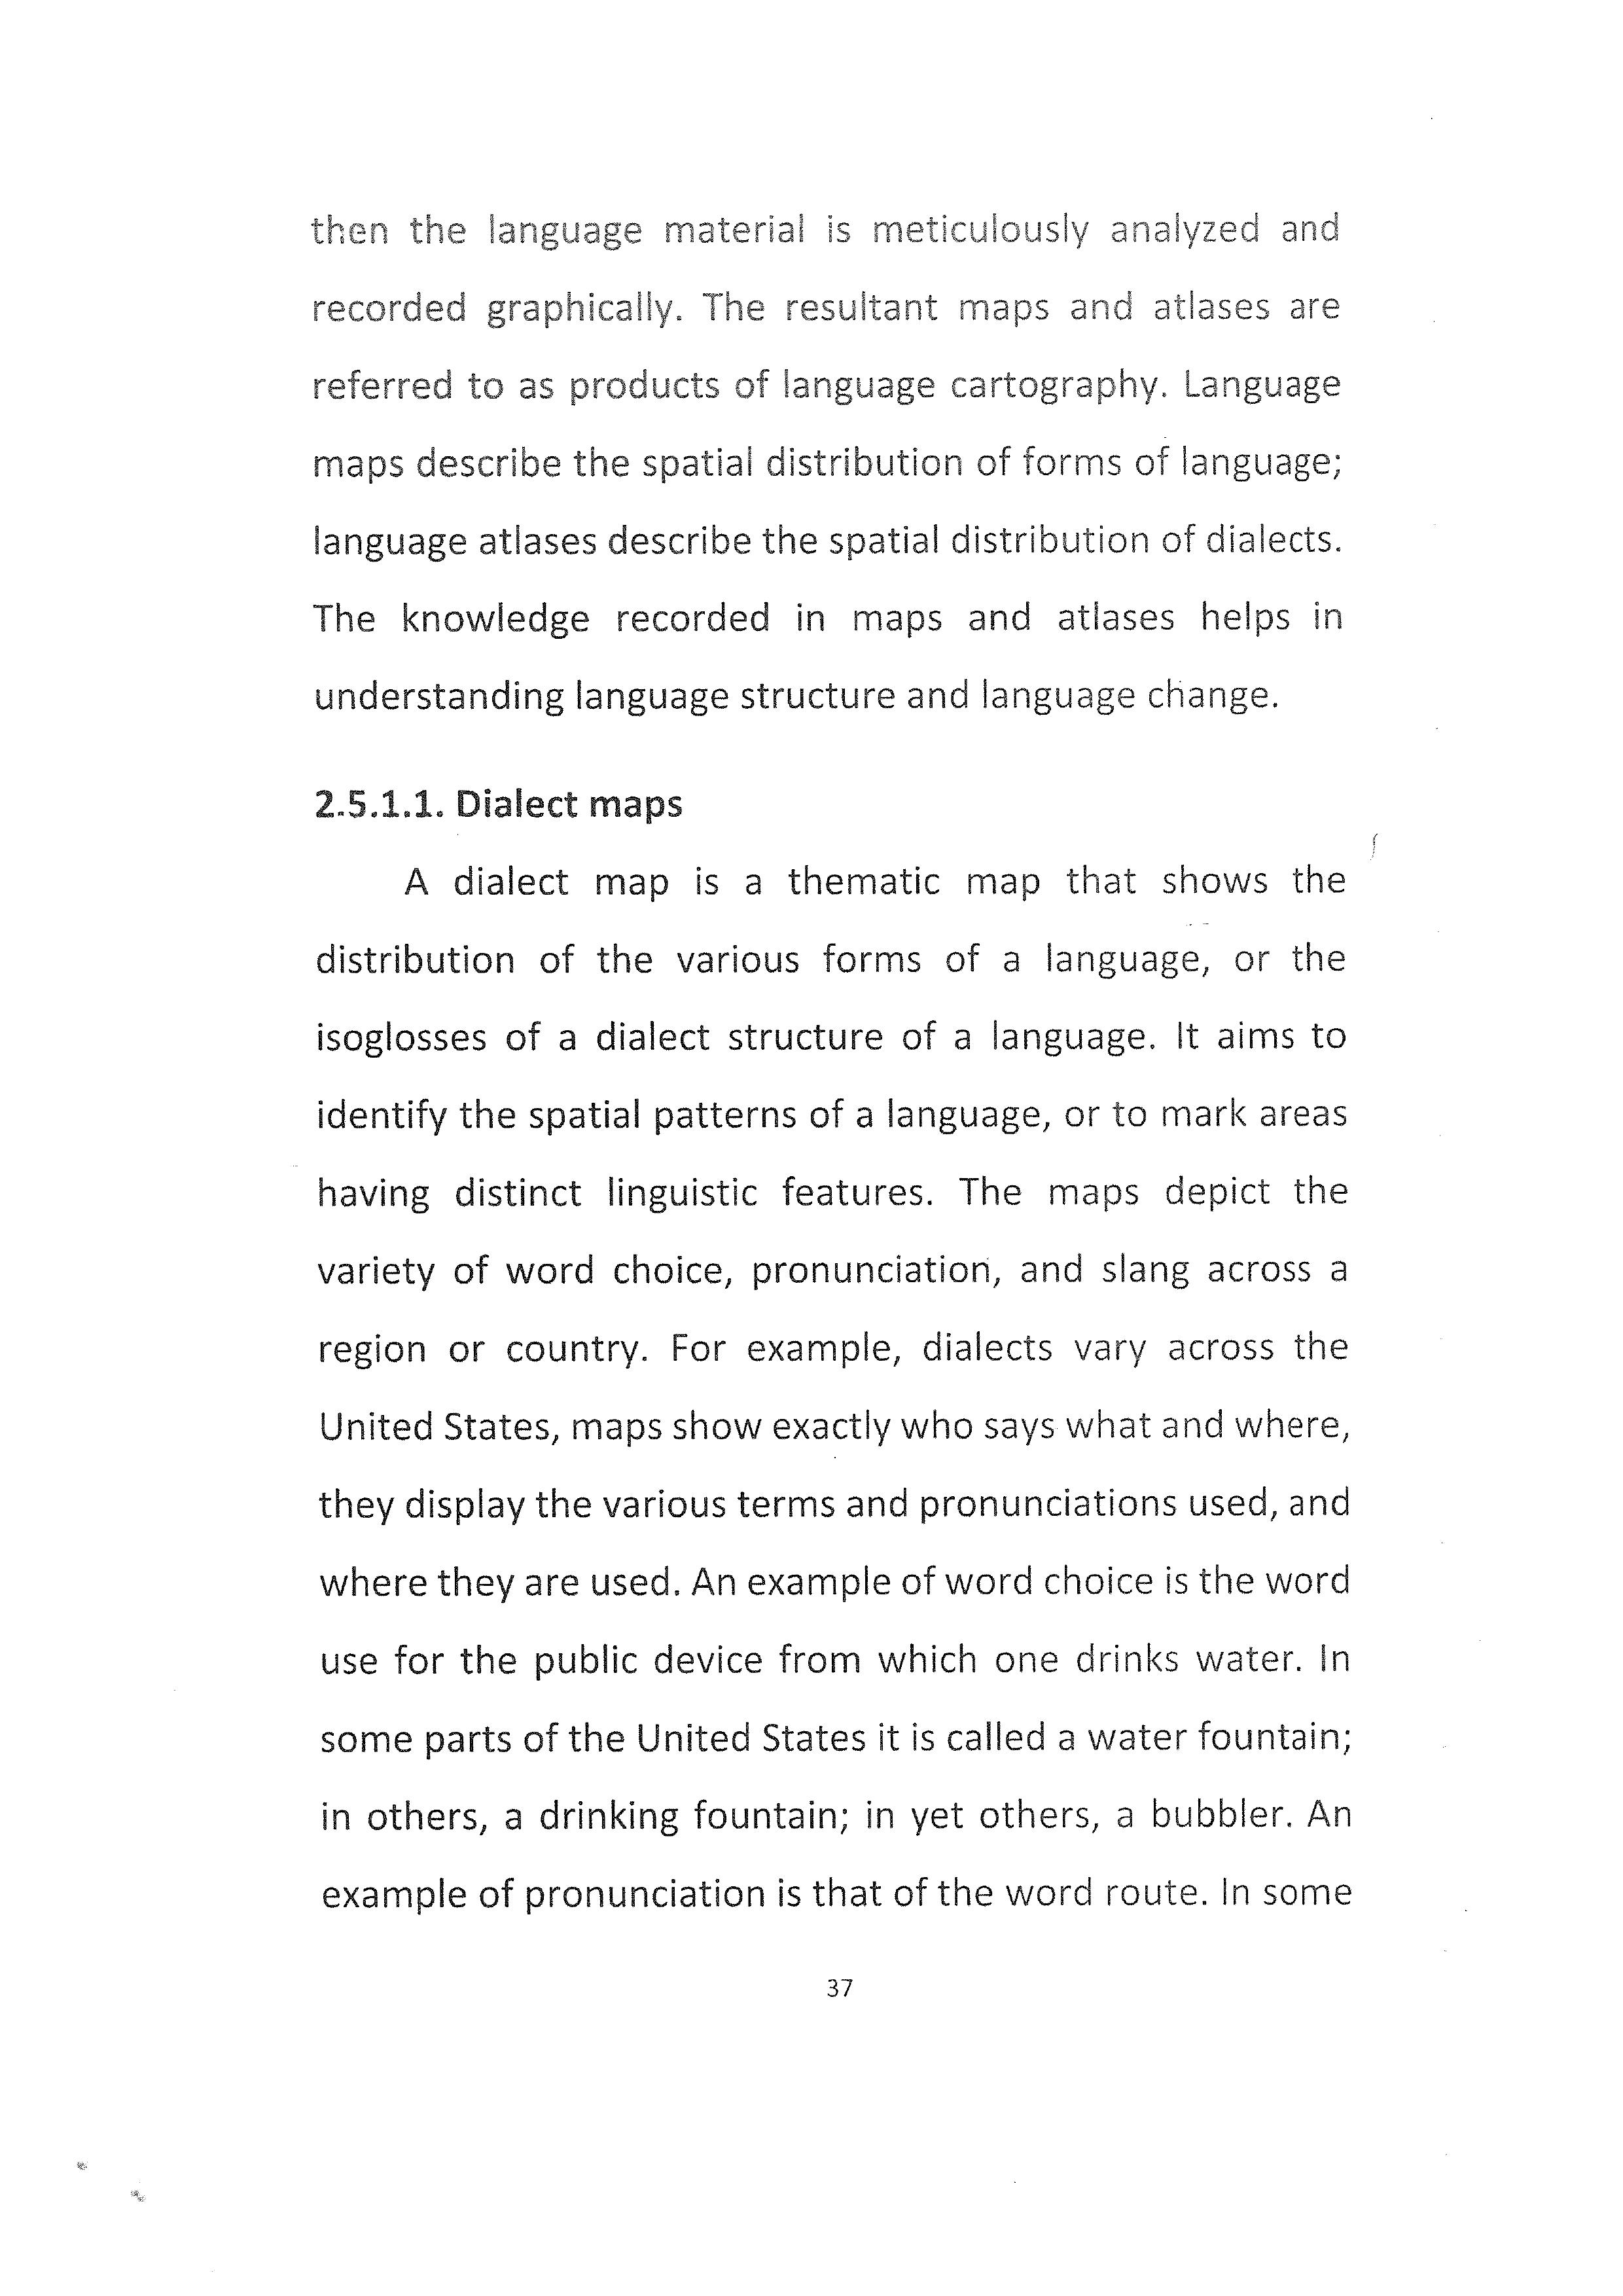 then the language material is meticulously analyzed and
recorded graphically. The resultant maps and atlases are
referred to as products of language cartography. Language
maps describe the spatial distribution of forms of language;
language atlases describe the spatial distribution of dialects.
The knowledge recorded in maps and atlases helps in
understanding language structure and language change.
2.5.1.1. Dialect maps
A dialect map is a thematic map that shows the
distribution of the various forms of a language, or the
isoglosses of a dialect structure of a language. It aims to
identify the spatial patterns of a language, or to mark areas
having distinct linguistic features. The maps depict the
variety of word choice, pronunciation, and slang across a
region or country. For example, dialects vary across the
United States, maps show exactly who says what and where,
they display the various terms and pronunciations used, and
where they are used. An example of word choice is the word
use for the public device from which one drinks water. In
some parts of the United States it is called a water fountain;
in others, a drinking fountain; in yet others, a bubbler. An
example of pronunciation is that of the word route. In some
37